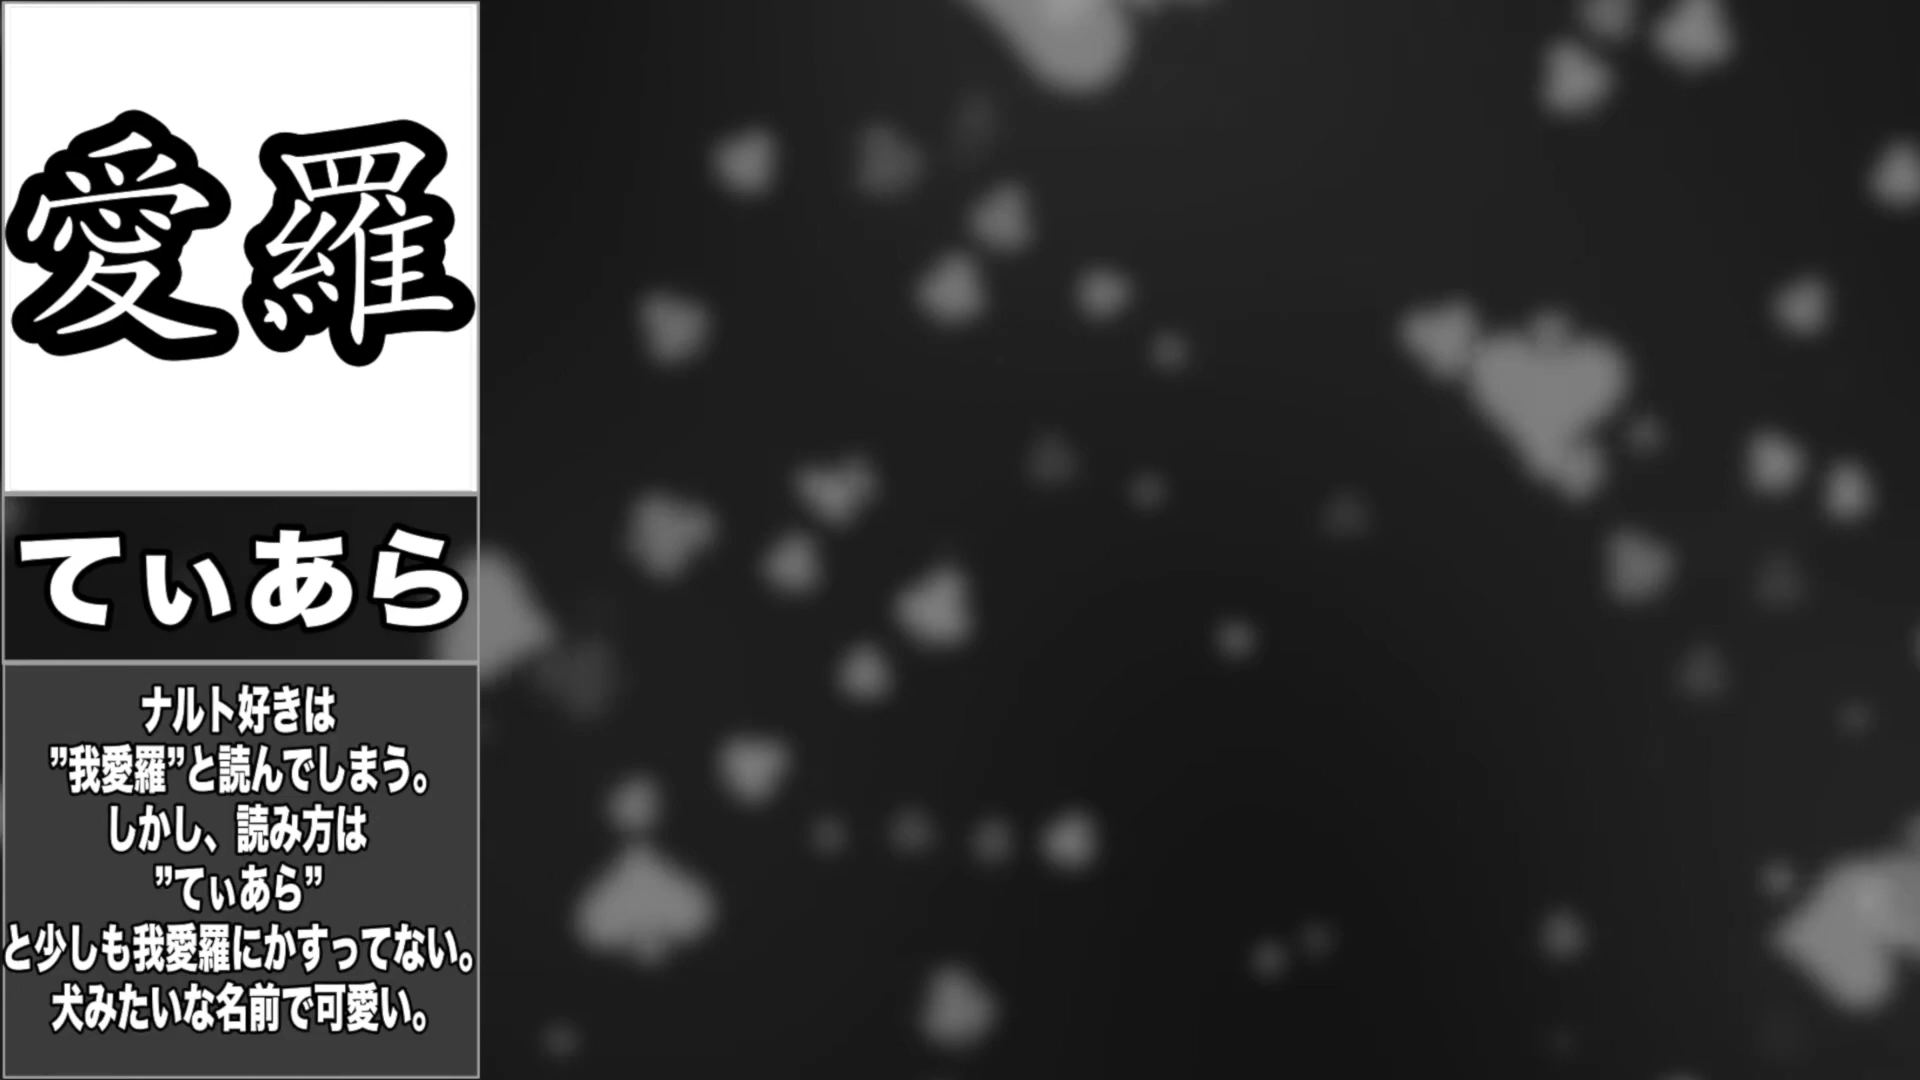 愛羅
てぃあら
ナルト好きは
”我愛羅”と読んでしまう。
しかし、読み方は
”てぃあら”
と少しも我愛羅にかすってない。
犬みたいな名前で可愛い。